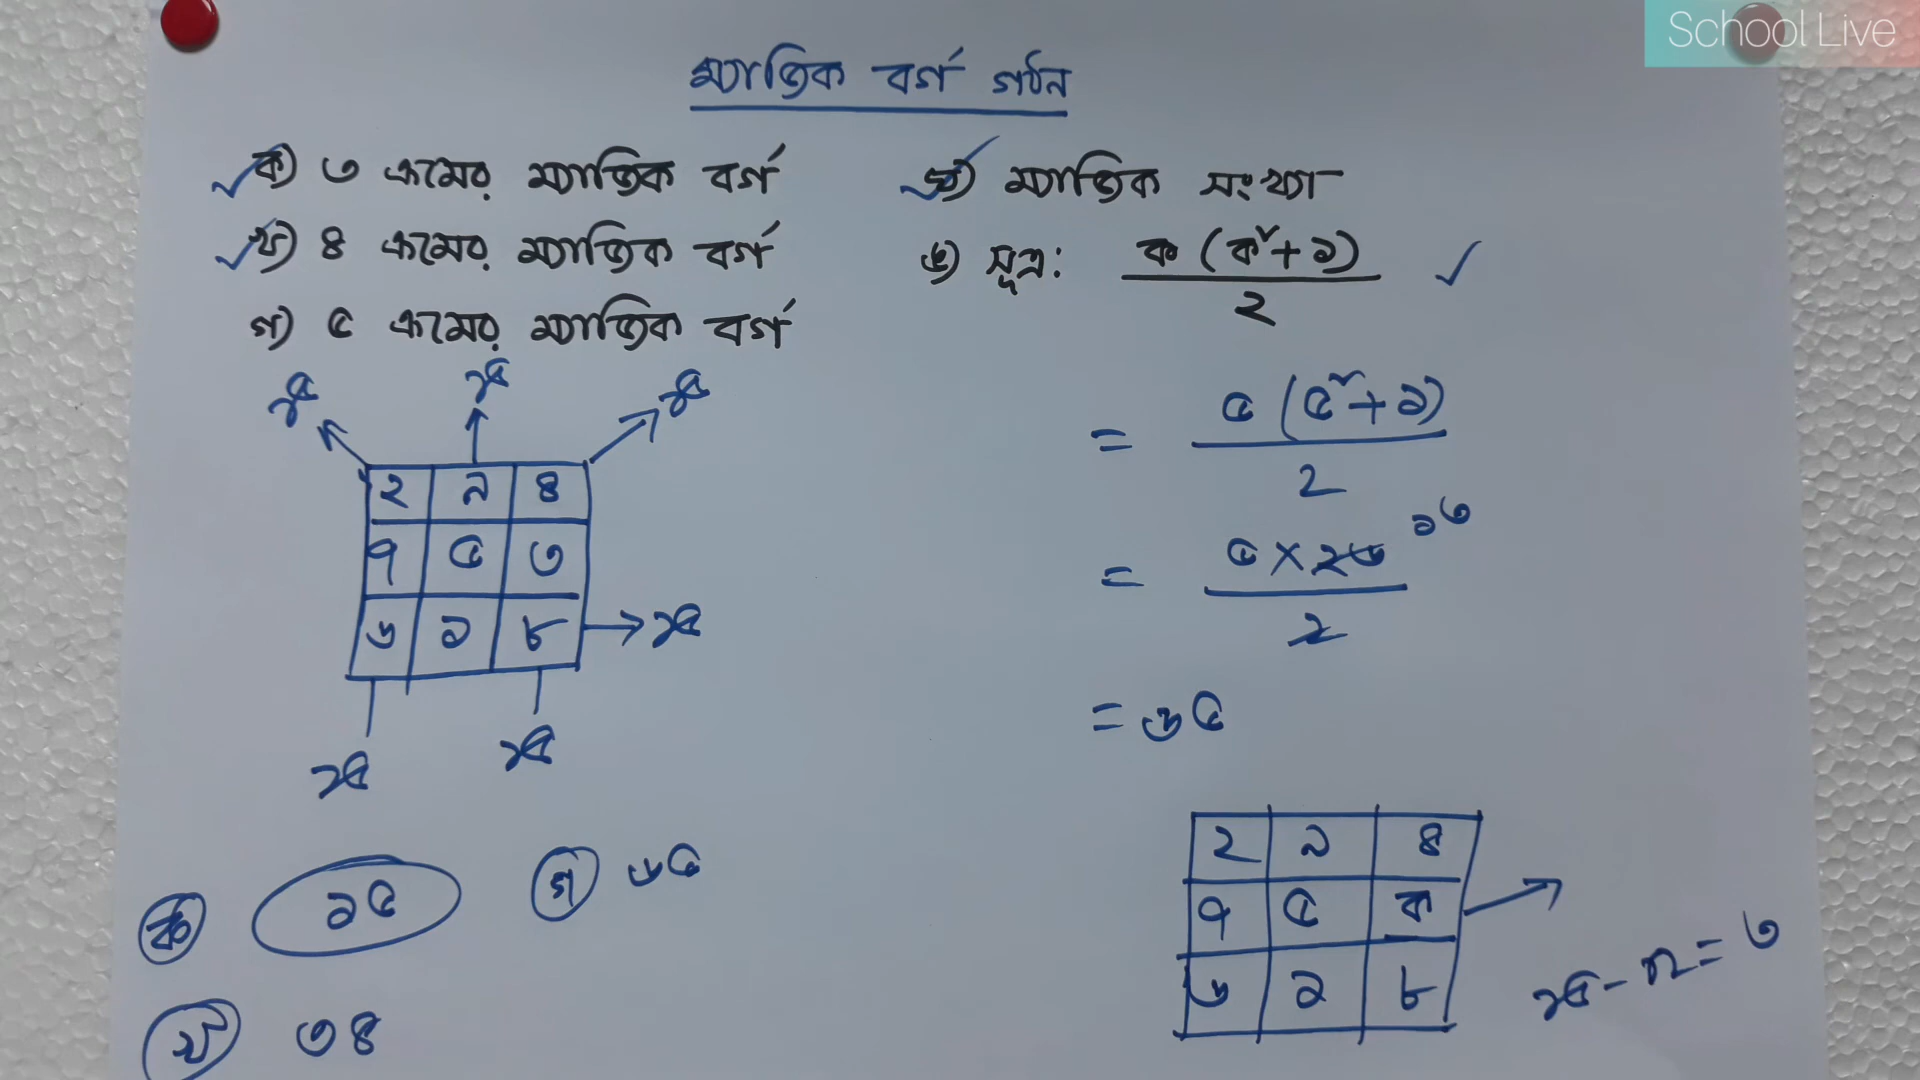 School Live
ম্যাজিক বর্গ গঠন
ক) ৩ ক্রমের ম্যাজিক বর্গ
খ) ৪ ক্রমের ম্যাজিক বর্গ
গ) ৫ ক্রমের ম্যাজিক বর্গ
ঘ) ম্যাজিক সংখ্যা
ঙ) সূত্র: ক (ক² + ১)
২
১৫ ১৫ ১৫
২ ৯ ৪
৭ ৫ ৩
৬ ১ ৮ → ১৫
১৫ ১৫
ক ১৫ গ ৬৫
খ ৩৪
= ৫ (৫² + ১)
২
= ৫ × ২৬ ১৩
২
= ৬৫
২ ৯ ৪
৭ ৫ ক
৬ ১ ৮
১৫ - ১২ = ৩